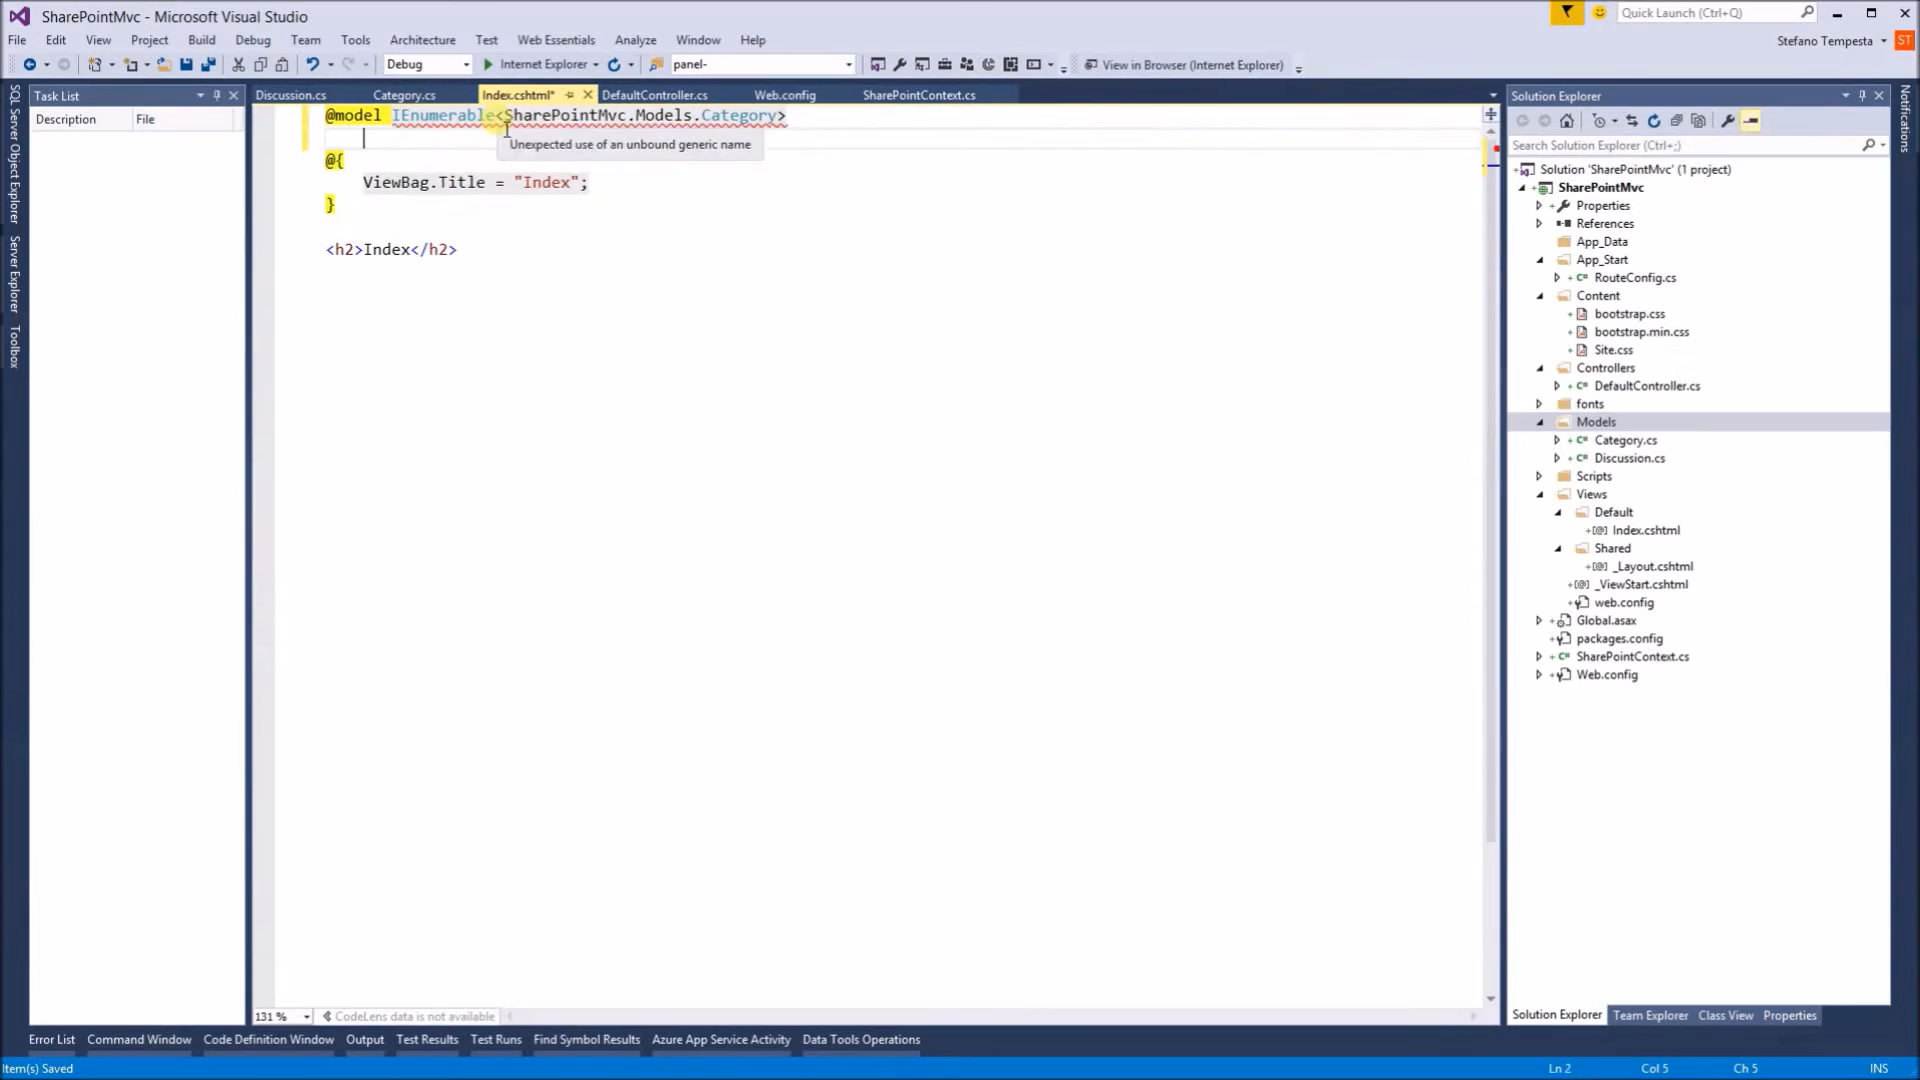 SharePointMvc - Microsoft Visual Studio
Quick Launch (Ctrl+Q)
File Edit View Project Build Debug Team Tools Architecture Test Web Essentials Analyze Window Help
Stefano Tempesta ST
Debug Internet Explorer panel- View in Browser (Internet Explorer)
SQL Server Object Explorer
Server Explorer
Toolbox
Task List
Description File
Discussion.cs Category.cs Index.cshtml* DefaultController.cs Web.config SharePointContext.cs
@model IEnumerable<SharePointMvc.Models.Category>
Unexpected use of an unbound generic name
@{
ViewBag.Title = "Index";
}
<h2>Index</h2>
131 % CodeLens data is not available
Solution Explorer
Search Solution Explorer (Ctrl+;)
Solution 'SharePointMvc' (1 project)
SharePointMvc
Properties
References
App_Data
App_Start
RouteConfig.cs
Content
bootstrap.css
bootstrap.min.css
Site.css
Controllers
DefaultController.cs
fonts
Models
Category.cs
Discussion.cs
Scripts
Views
Default
Index.cshtml
Shared
_Layout.cshtml
_ViewStart.cshtml
web.config
Global.asax
packages.config
SharePointContext.cs
Web.config
Solution Explorer Team Explorer Class View Properties
Notifications
Error List Command Window Code Definition Window Output Test Results Test Runs Find Symbol Results Azure App Service Activity Data Tools Operations
Item(s) Saved Ln 2 Col 5 Ch 5 INS